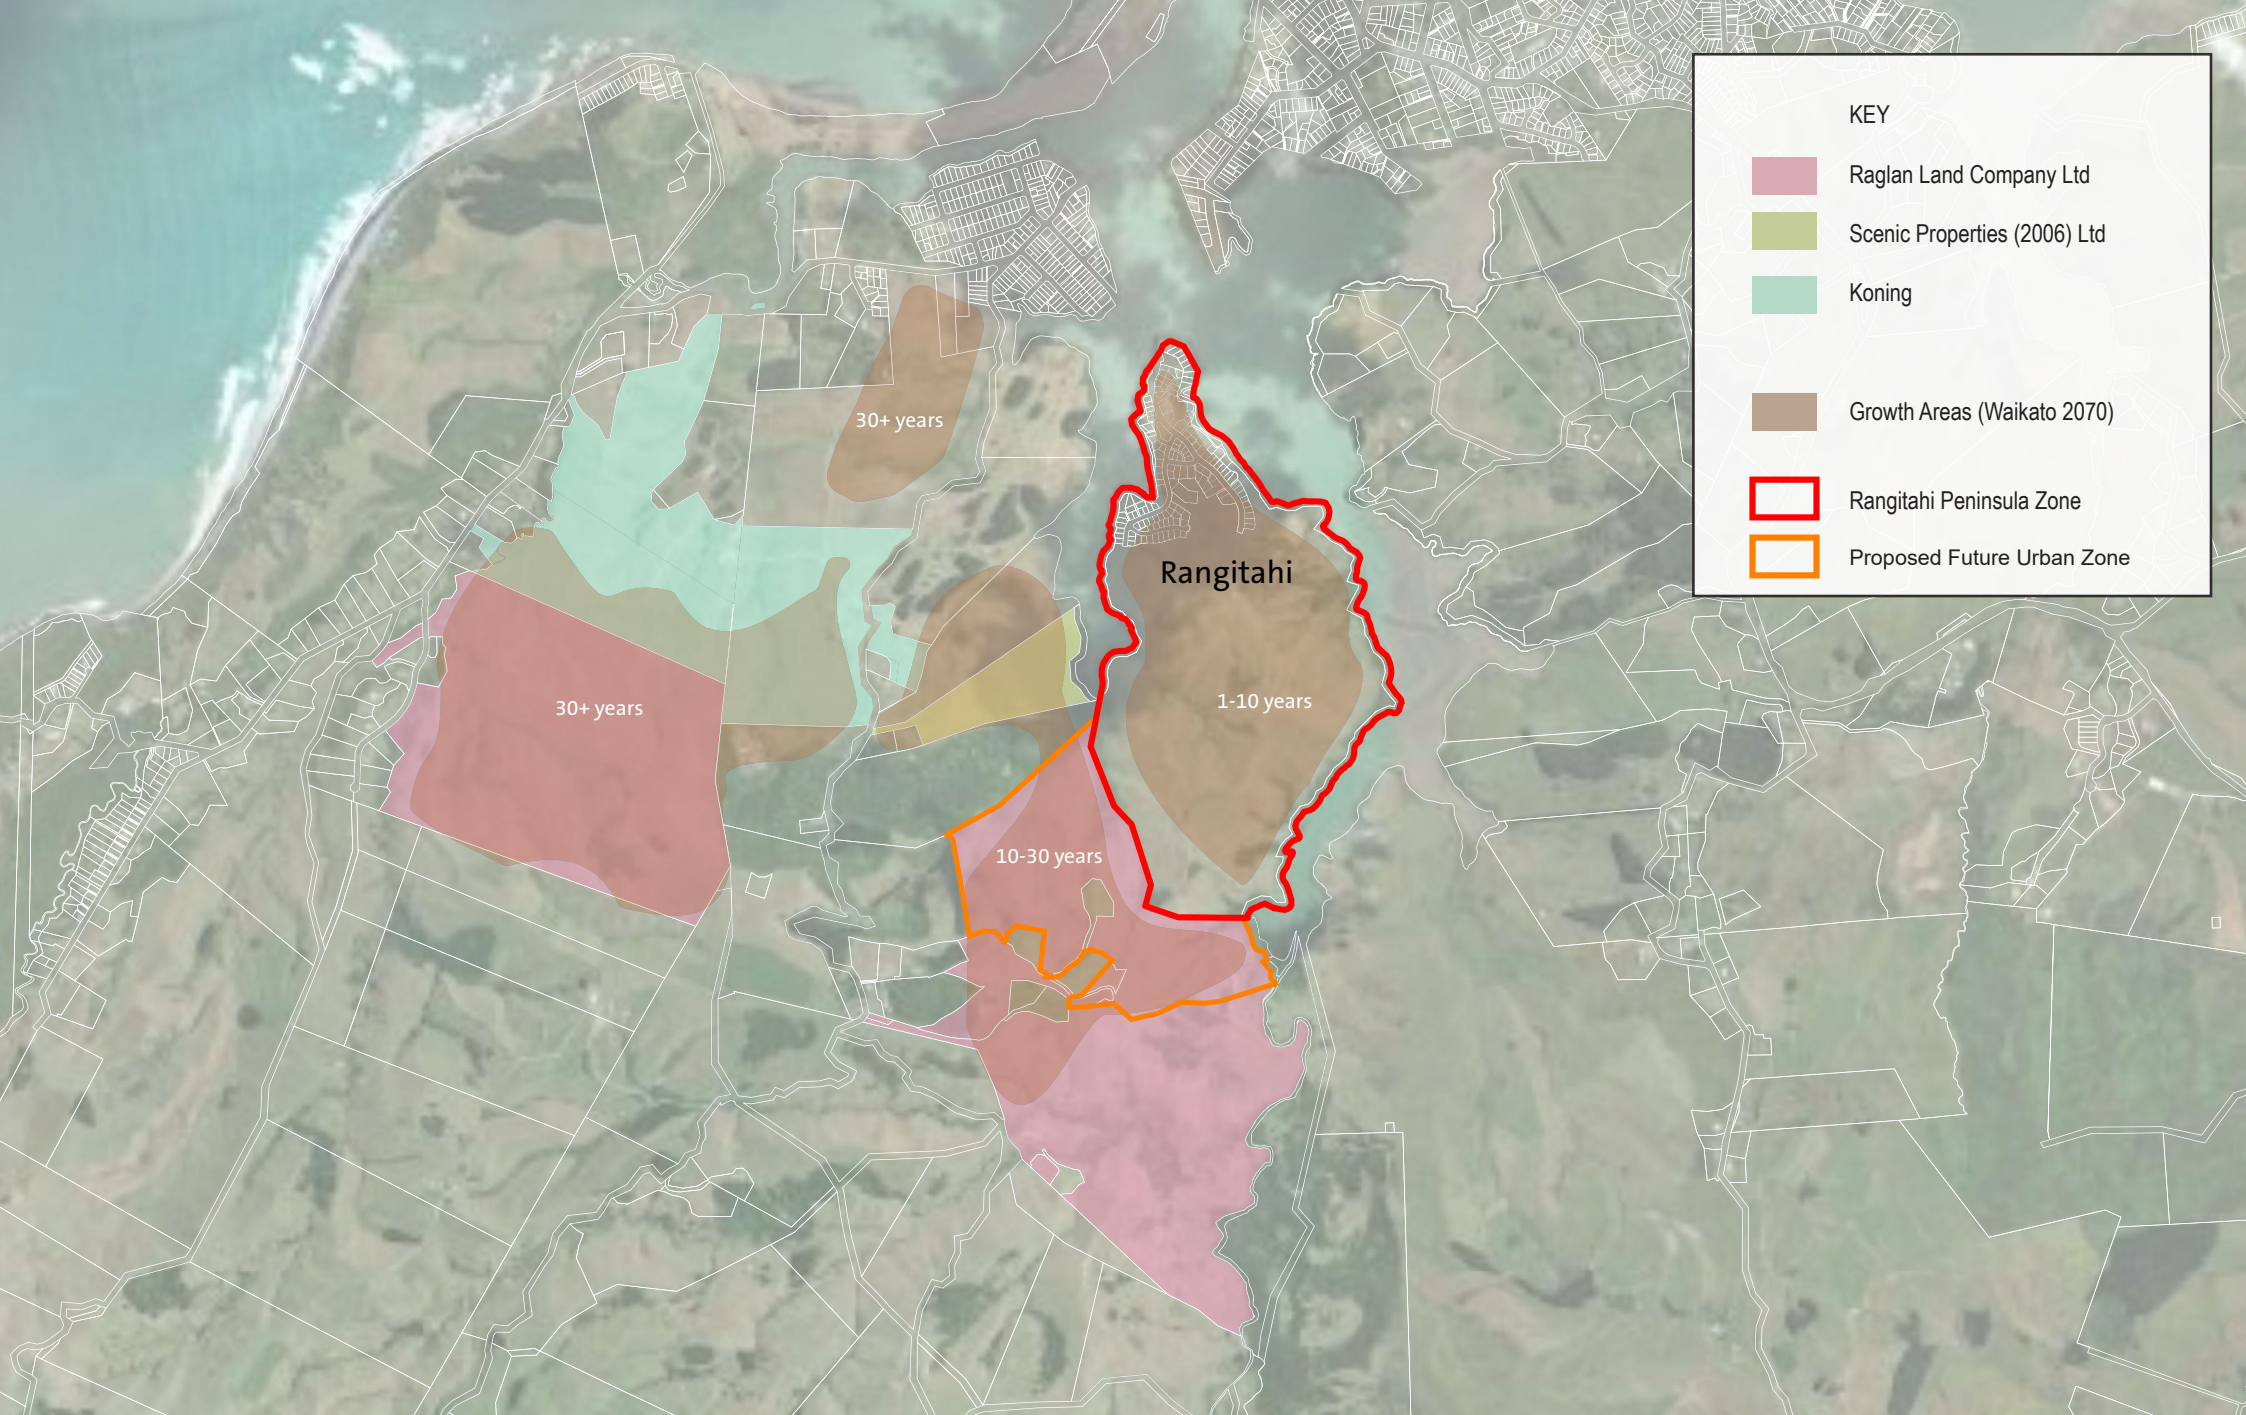 KEY
Raglan Land Company Ltd
Scenic Properties (2006) Ltd
Koning
Growth Areas (Waikato 2070)
Rangitahi Peninsula Zone
Proposed Future Urban Zone
30+ years
Rangitahi
1-10 years
30+ years
10-30 years